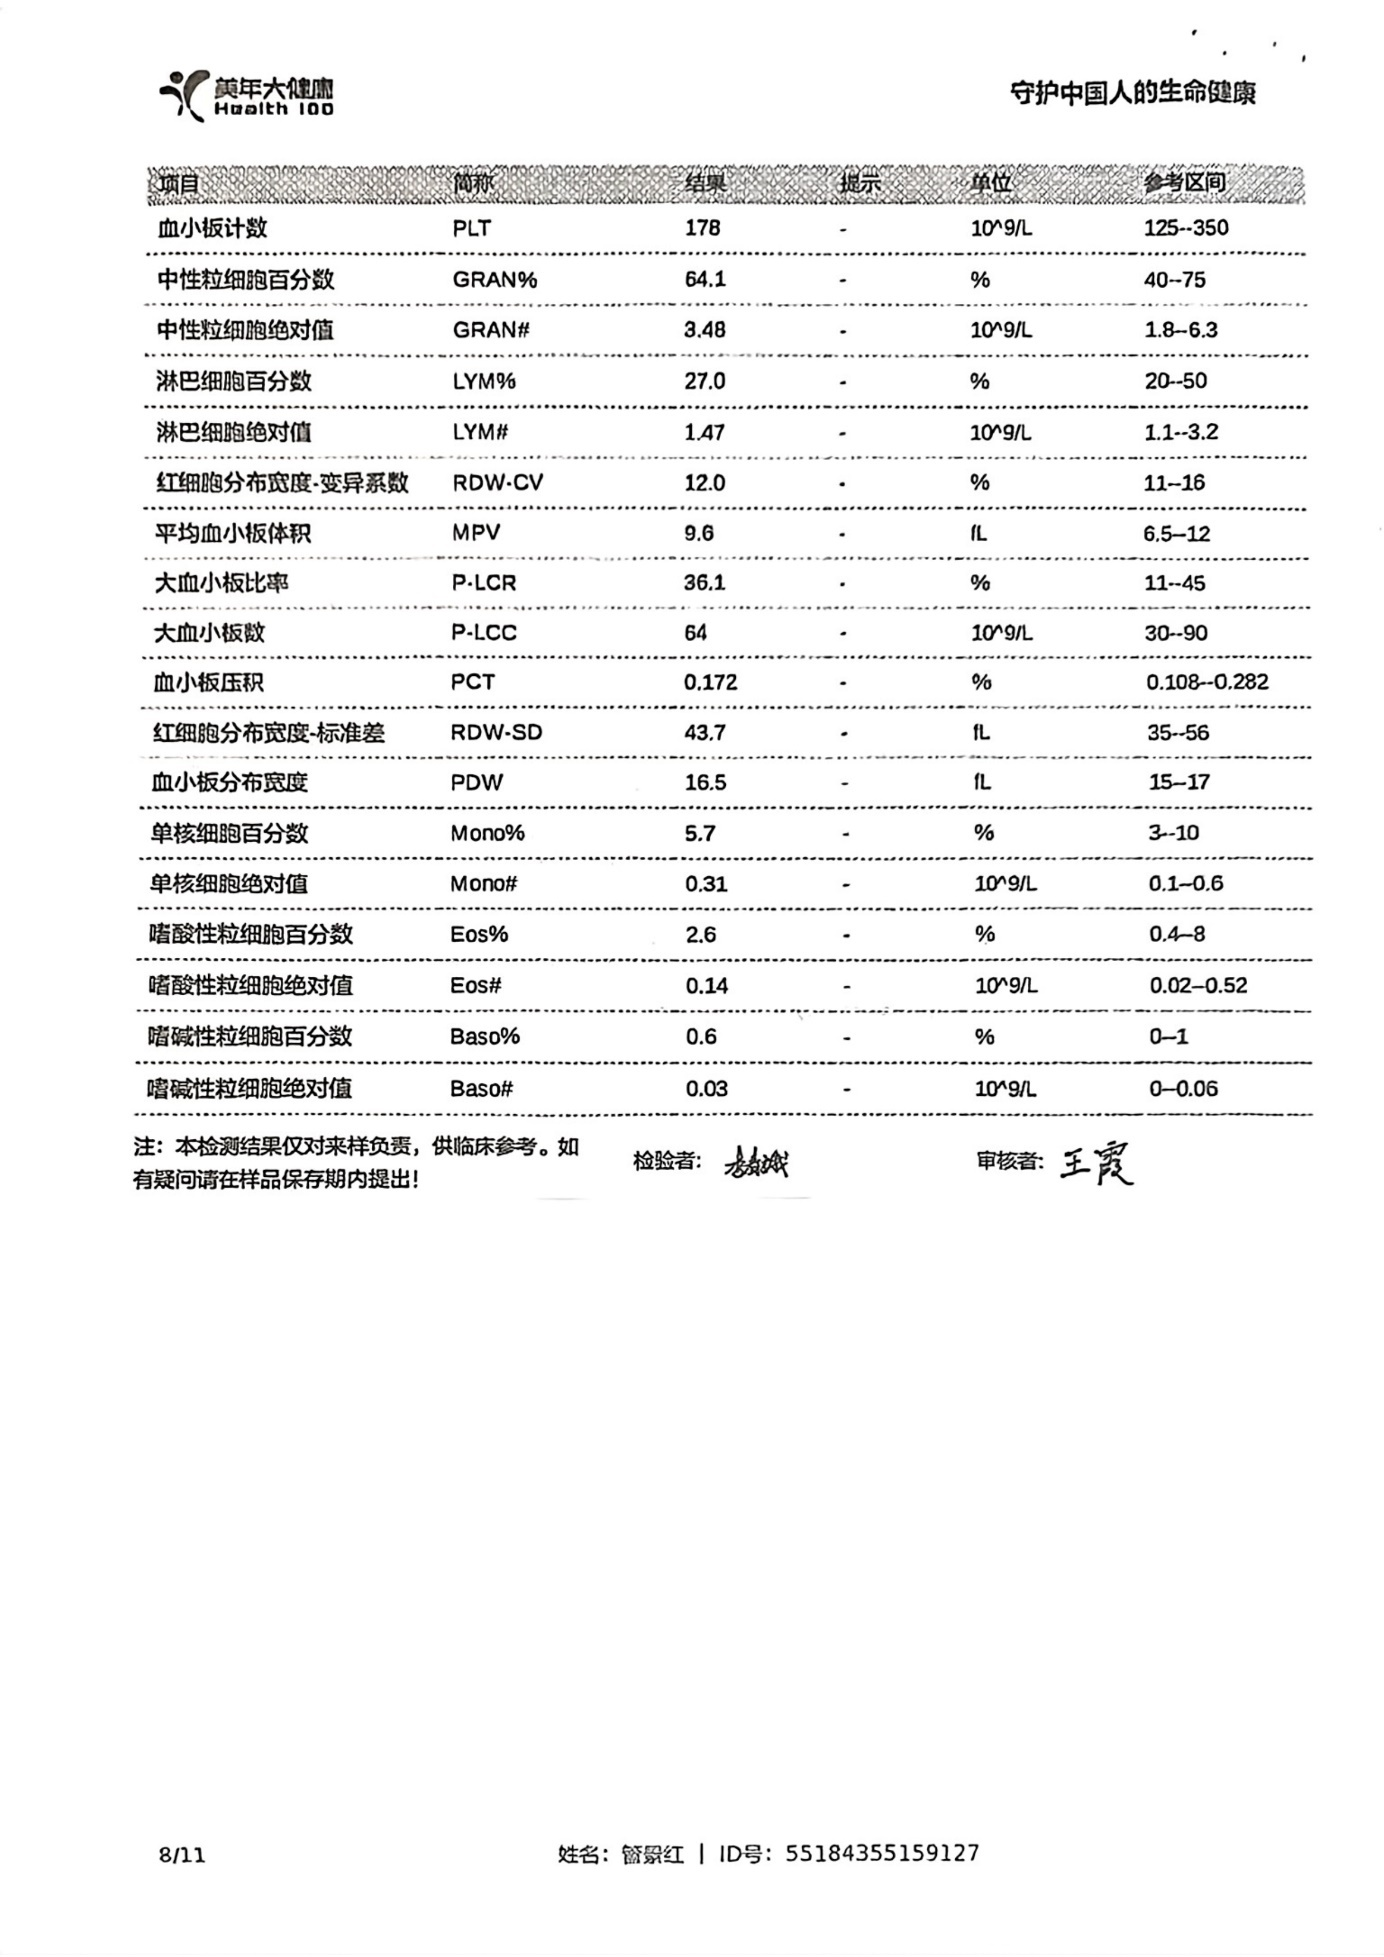 美年大健康
Health 100
守护中国人的生命健康
项目 简称 结果 提示 单位 参考区间
血小板计数 PLT 178 - 10^9/L 125--350
中性粒细胞百分数 GRAN% 64.1 - % 40--75
中性粒细胞绝对值 GRAN# 3.48 - 10^9/L 1.8--6.3
淋巴细胞百分数 LYM% 27.0 - % 20--50
淋巴细胞绝对值 LYM# 1.47 - 10^9/L 1.1--3.2
红细胞分布宽度-变异系数 RDW-CV 12.0 - % 11--16
平均血小板体积 MPV 9.6 - fL 6.5--12
大血小板比率 P-LCR 36.1 - % 11--45
大血小板数 P-LCC 64 - 10^9/L 30--90
血小板压积 PCT 0.172 - % 0.108--0.282
红细胞分布宽度-标准差 RDW-SD 43.7 - fL 35--56
血小板分布宽度 PDW 16.5 - fL 15--17
单核细胞百分数 Mono% 5.7 - % 3--10
单核细胞绝对值 Mono# 0.31 - 10^9/L 0.1--0.6
嗜酸性粒细胞百分数 Eos% 2.6 - % 0.4--8
嗜酸性粒细胞绝对值 Eos# 0.14 - 10^9/L 0.02--0.52
嗜碱性粒细胞百分数 Baso% 0.6 - % 0--1
嗜碱性粒细胞绝对值 Baso# 0.03 - 10^9/L 0--0.06
注：本检测结果仅对来样负责，供临床参考。如
有疑问请在样品保存期内提出！
检验者： 审核者：王霞
8/11 姓名：管景红 | ID号：55184355159127